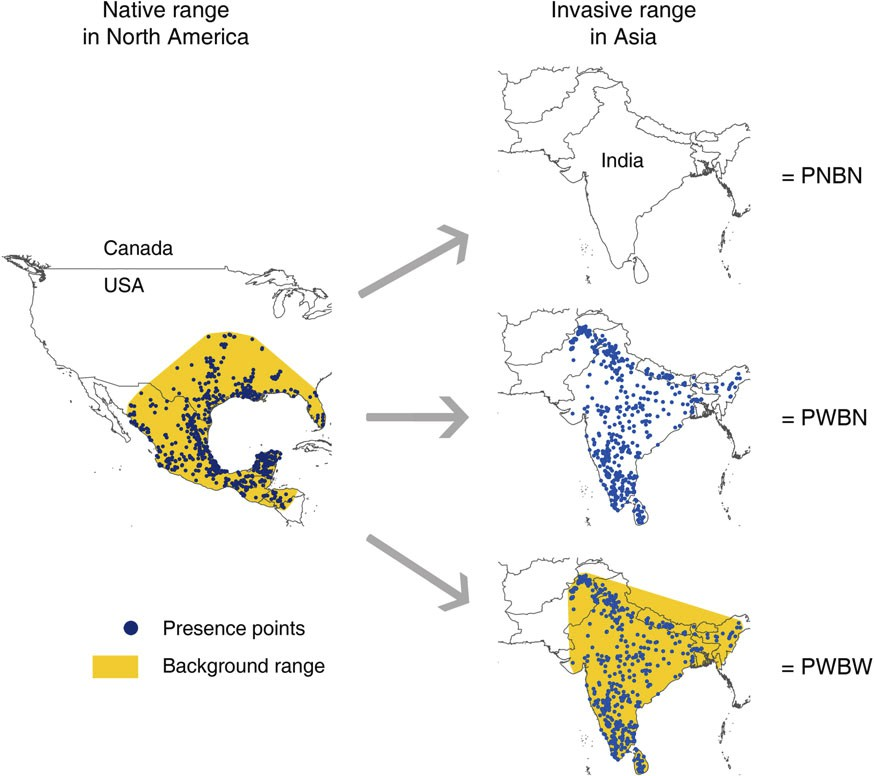 Native range
in North America
Invasive range
in Asia
India
= PNBN
Canada
USA
= PWBN
Presence points
Background range
= PWBW